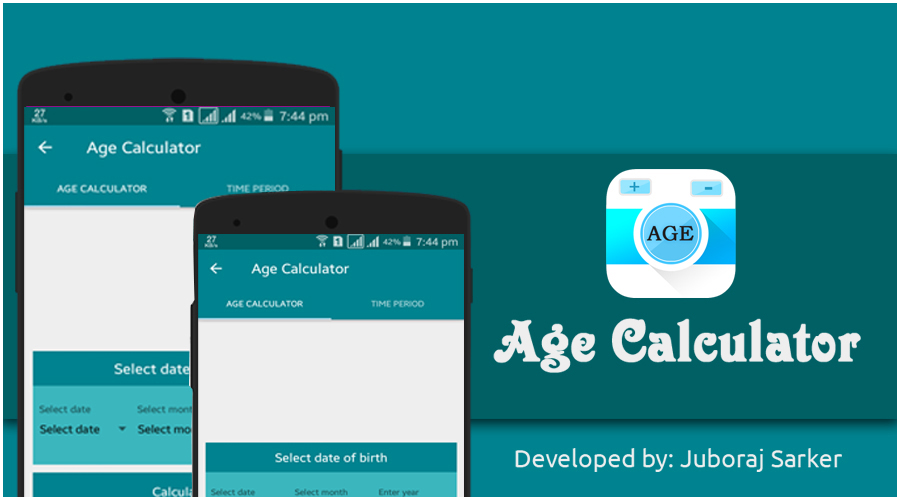 27
KB/s
42%
7:44 pm
Age Calculator
AGE CALCULATOR
TIME PERIOD
Select date
Select date
Select mont
Select date
Select mo
Calcula
27
KB/s
42%
7:44 pm
Age Calculator
AGE CALCULATOR
TIME PERIOD
Select date of birth
Select date
Select month
Enter year
+
-
AGE
Age Calculator
Developed by: Juboraj Sarker